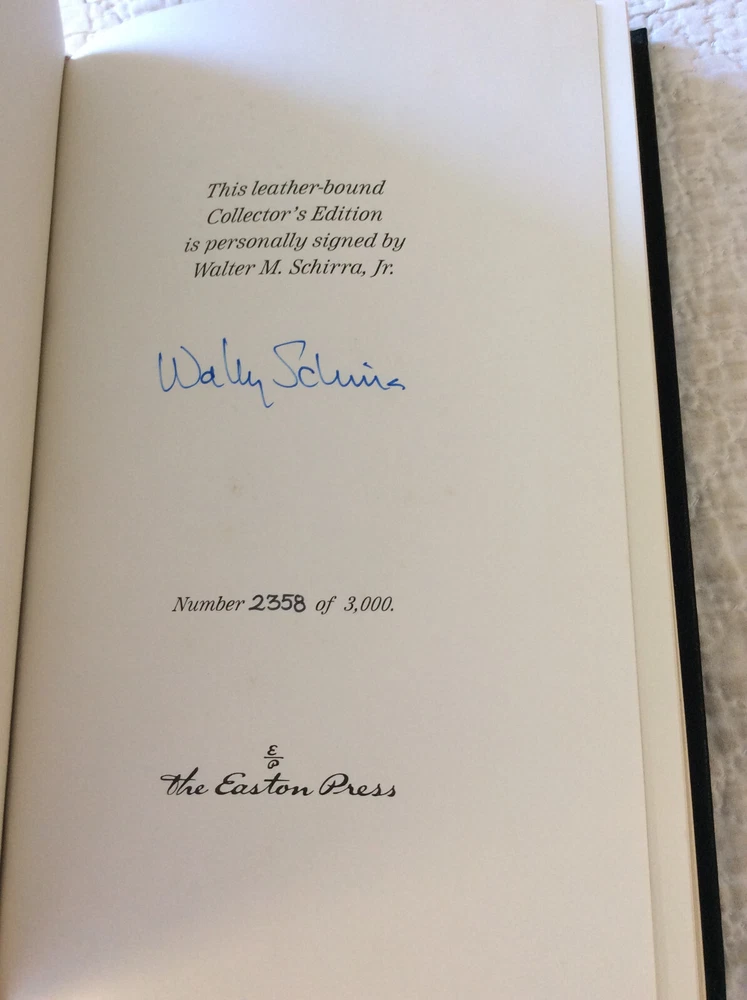 This leather-bound
Collector's Edition
is personally signed by
Walter M. Schirra, Jr.
Wally Schirra
Number 2358 of 3,000.
E
P
The Easton Press